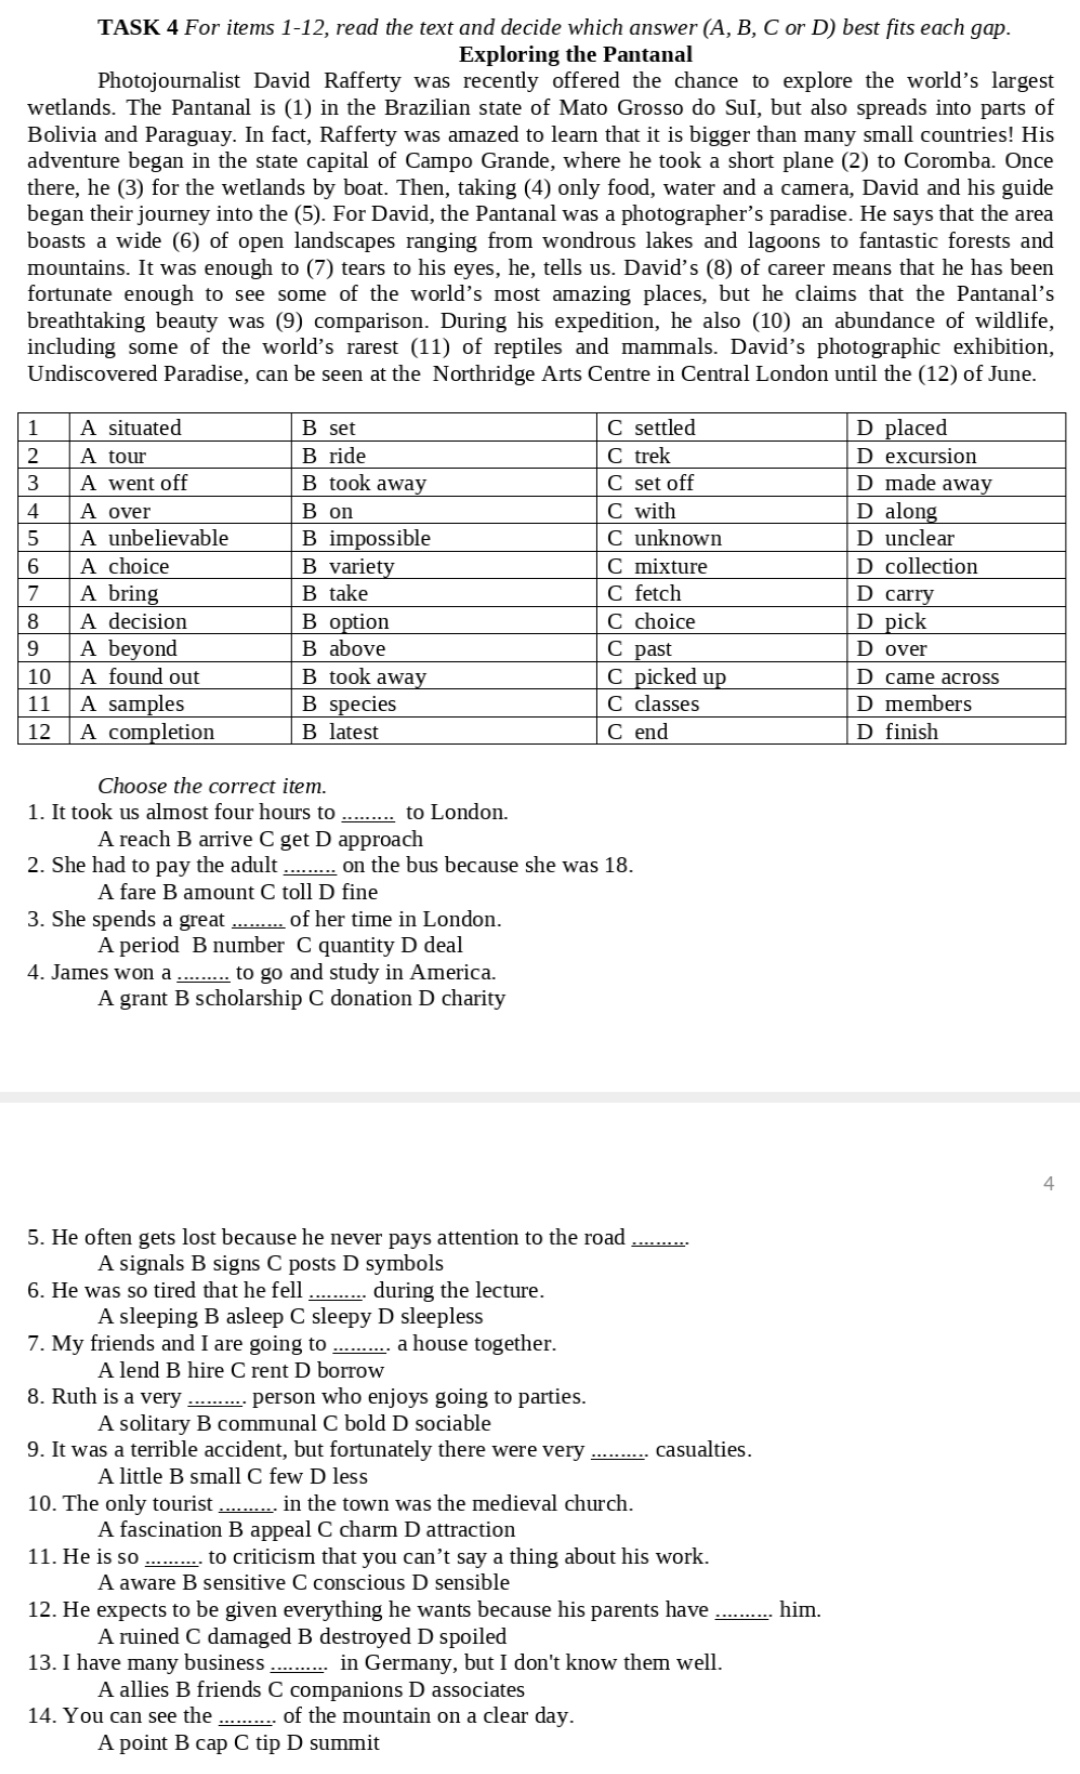 TASK 4 For items 1-12, read the text and decide which answer (A, B, C or D) best fits each gap.
Exploring the Pantanal
Photojournalist David Rafferty was recently offered the chance to explore the world’s largest
wetlands. The Pantanal is (1) in the Brazilian state of Mato Grosso do SuI, but also spreads into parts of
Bolivia and Paraguay. In fact, Rafferty was amazed to learn that it is bigger than many small countries! His
adventure began in the state capital of Campo Grande, where he took a short plane (2) to Coromba. Once
there, he (3) for the wetlands by boat. Then, taking (4) only food, water and a camera, David and his guide
began their journey into the (5). For David, the Pantanal was a photographer’s paradise. He says that the area
boasts a wide (6) of open landscapes ranging from wondrous lakes and lagoons to fantastic forests and
mountains. It was enough to (7) tears to his eyes, he, tells us. David’s (8) of career means that he has been
fortunate enough to see some of the world’s most amazing places, but he claims that the Pantanal’s
breathtaking beauty was (9) comparison. During his expedition, he also (10) an abundance of wildlife,
including some of the world’s rarest (11) of reptiles and mammals. David’s photographic exhibition,
Undiscovered Paradise, can be seen at the Northridge Arts Centre in Central London until the (12) of June.
1 A situated B set C settled D placed
2 A tour B ride C trek D excursion
3 A went off B took away C set off D made away
4 A over B on C with D along
5 A unbelievable B impossible C unknown D unclear
6 A choice B variety C mixture D collection
7 A bring B take C fetch D carry
8 A decision B option C choice D pick
9 A beyond B above C past D over
10 A found out B took away C picked up D came across
11 A samples B species C classes D members
12 A completion B latest C end D finish
Choose the correct item.
1. It took us almost four hours to ......... to London.
A reach B arrive C get D approach
2. She had to pay the adult ......... on the bus because she was 18.
A fare B amount C toll D fine
3. She spends a great ......... of her time in London.
A period B number C quantity D deal
4. James won a ......... to go and study in America.
A grant B scholarship C donation D charity
4
5. He often gets lost because he never pays attention to the road ..........
A signals B signs C posts D symbols
6. He was so tired that he fell .......... during the lecture.
A sleeping B asleep C sleepy D sleepless
7. My friends and I are going to .......... a house together.
A lend B hire C rent D borrow
8. Ruth is a very .......... person who enjoys going to parties.
A solitary B communal C bold D sociable
9. It was a terrible accident, but fortunately there were very .......... casualties.
A little B small C few D less
10. The only tourist .......... in the town was the medieval church.
A fascination B appeal C charm D attraction
11. He is so .......... to criticism that you can’t say a thing about his work.
A aware B sensitive C conscious D sensible
12. He expects to be given everything he wants because his parents have .......... him.
A ruined C damaged B destroyed D spoiled
13. I have many business .......... in Germany, but I don't know them well.
A allies B friends C companions D associates
14. You can see the .......... of the mountain on a clear day.
A point B cap C tip D summit